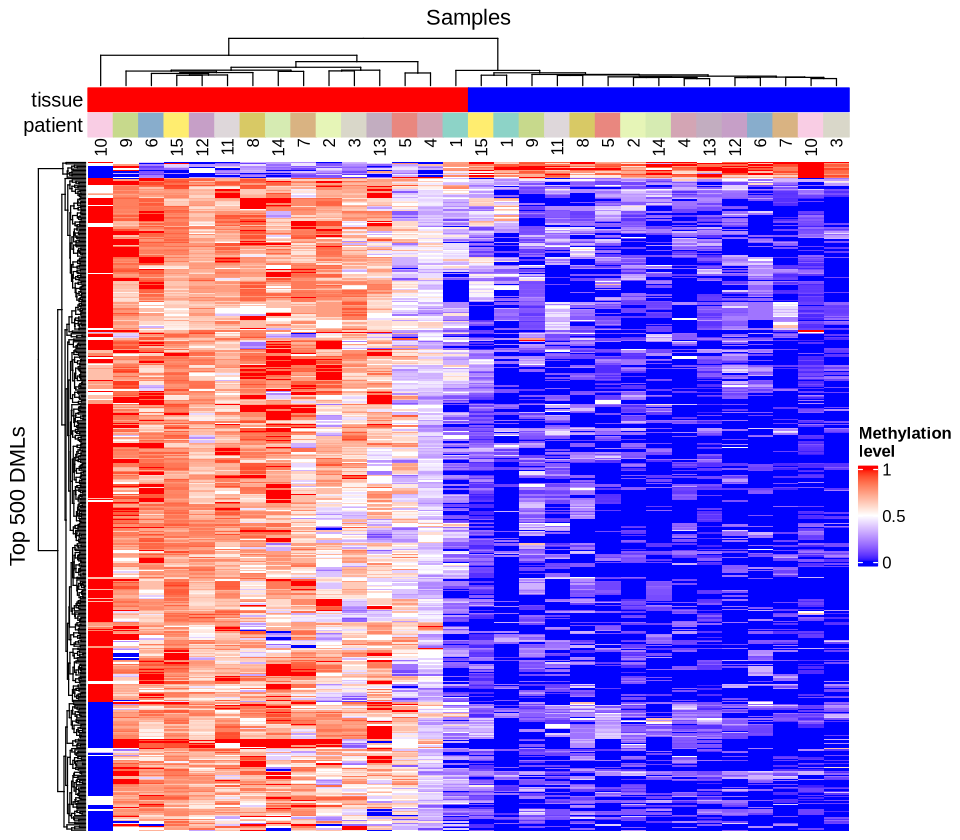 Samples
tissue
patient
10 9 6 15 12 11 8 14 7 2 3 13 5 4 1 15 1 9 11 8 5 2 14 4 13 12 6 7 10 3
Top 500 DMLs
Methylation
level
1
0.5
0